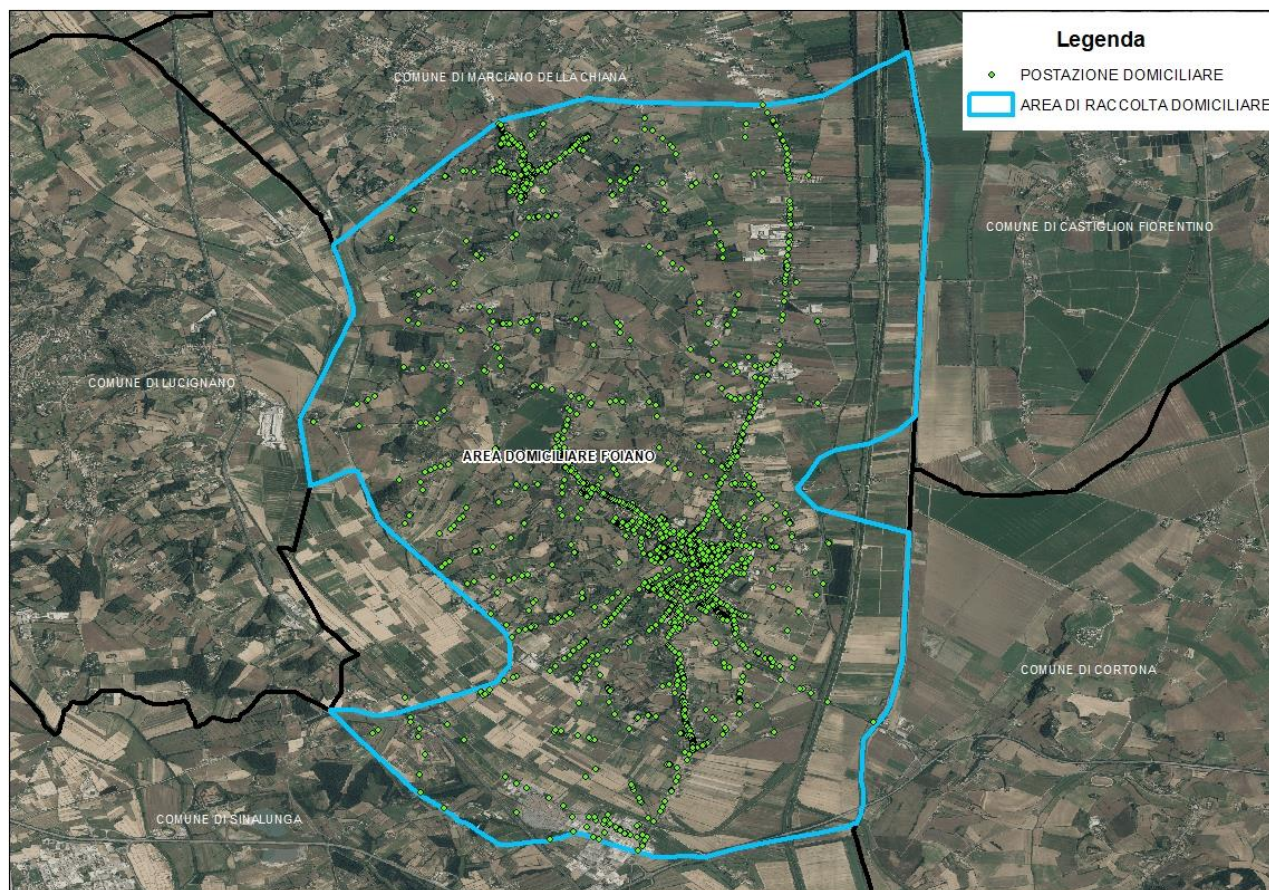 Legenda
POSTAZIONE DOMICILIARE
AREA DI RACCOLTA DOMICILIARE
COMUNE DI MARCIANO DELLA CHIANA
COMUNE DI CASTIGLION FIORENTINO
COMUNE DI LUCIGNANO
AREA DOMICILIARE FOIANO
COMUNE DI CORTONA
COMUNE DI SINALUNGA